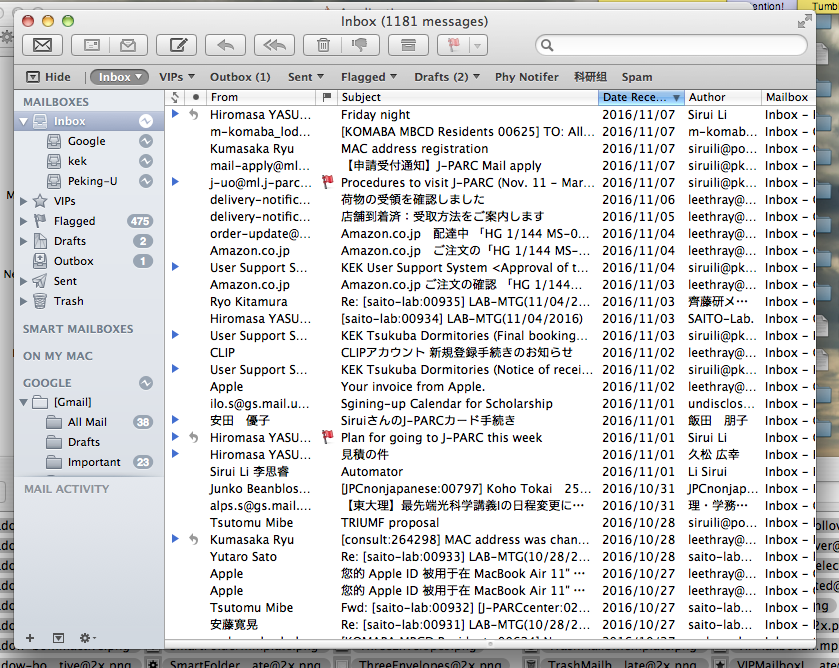 ention!
Tumb
Inbox (1181 messages)
Hide Inbox VIPs Outbox (1) Sent Flagged Drafts (2) Phy Notifer 科研组 Spam
MAILBOXES
Inbox
Google
kek
Peking-U
VIPs
Flagged 475
Drafts 2
Outbox 1
Sent
Trash
SMART MAILBOXES
ON MY MAC
GOOGLE
[Gmail]
All Mail 38
Drafts
Important 23
MAIL ACTIVITY
From Subject Date Rece... Author Mailbox
Hiromasa YASU... Friday night 2016/11/07 Sirui Li Inbox –
m-komaba_lod... [KOMABA MBCD Residents 00625] TO: All... 2016/11/07 m-komab... Inbox –
Kumasaka Ryu MAC address registration 2016/11/07 siruili@po... Inbox –
mail-apply@ml... 【申請受付通知】J-PARC Mail apply 2016/11/07 siruili@pk... Inbox –
j-uo@ml.j-parc... Procedures to visit J-PARC (Nov. 11 – Mar... 2016/11/07 siruili@pk... Inbox –
delivery-notific... 荷物の受領を確認しました 2016/11/06 leethray@... Inbox –
delivery-notific... 店舗到着済：受取方法をご案内します 2016/11/05 leethray@... Inbox –
order-update@... Amazon.co.jp 配達中 「HG 1/144 MS-0... 2016/11/04 leethray@... Inbox –
Amazon.co.jp Amazon.co.jp ご注文の「HG 1/144 MS-... 2016/11/04 leethray@... Inbox –
User Support S... KEK User Support System <Approval of t... 2016/11/04 siruili@pk... Inbox –
Amazon.co.jp Amazon.co.jp ご注文の確認 「HG 1/144 MS... 2016/11/03 leethray@... Inbox –
Ryo Kitamura Re: [saito-lab:00935] LAB-MTG(11/04/2... 2016/11/03 齊藤研メ… Inbox –
Hiromasa YASU... [saito-lab:00934] LAB-MTG(11/04/2016) 2016/11/03 SAITO-Lab. Inbox –
User Support S... KEK Tsukuba Dormitories (Final booking... 2016/11/03 siruili@pk... Inbox –
CLIP CLIPアカウント 新規登録手続きのお知らせ 2016/11/02 leethray@... Inbox –
User Support S... KEK Tsukuba Dormitories (Notice of recei... 2016/11/02 siruili@pk... Inbox –
Apple Your invoice from Apple. 2016/11/02 leethray@... Inbox –
ilo.s@gs.mail.u... Sgining-up Calendar for Scholarship 2016/11/01 undisclos... Inbox –
安田 優子 SiruiさんのJ-PARCカード手続き 2016/11/01 飯田 朋子 Inbox –
Hiromasa YASU... Plan for going to J-PARC this week 2016/11/01 Sirui Li Inbox –
Hiromasa YASU... 見積の件 2016/11/01 久松 広幸 Inbox –
Sirui Li 李思睿 Automator 2016/11/01 Li Sirui Inbox –
Junko Beanblos... [JPCnonjapanese:00797] Koho Tokai 25... 2016/10/31 JPCnonjap... Inbox –
alps.s@gs.mail.... 【東大理】最先端光科学講義Iの日程変更に… 2016/10/31 理・学務… Inbox –
Tsutomu Mibe TRIUMF proposal 2016/10/28 siruili@po... Inbox –
Kumasaka Ryu [consult:264298] MAC address was chan... 2016/10/28 siruili@po... Inbox –
Yutaro Sato Re: [saito-lab:00933] LAB-MTG(10/28/2... 2016/10/28 saito-lab... Inbox –
Apple 您的 Apple ID 被用于在 MacBook Air 11" … 2016/10/27 leethray@... Inbox –
Apple 您的 Apple ID 被用于在 MacBook Air 11" … 2016/10/27 leethray@... Inbox –
Tsutomu Mibe Fwd: [saito-lab:00932] [J-PARCcenter:02... 2016/10/27 saito-lab... Inbox –
安藤寛晃 Re: [saito-lab:00931] LAB-MTG(10/28/2... 2016/10/27 saito-lab... Inbox –
dow-b..._tive@2x.png SmartFolder_...ate@2x.png ThreeEnvelopes@2x.png TrashMailb...late@2x.png VIPMailboxI